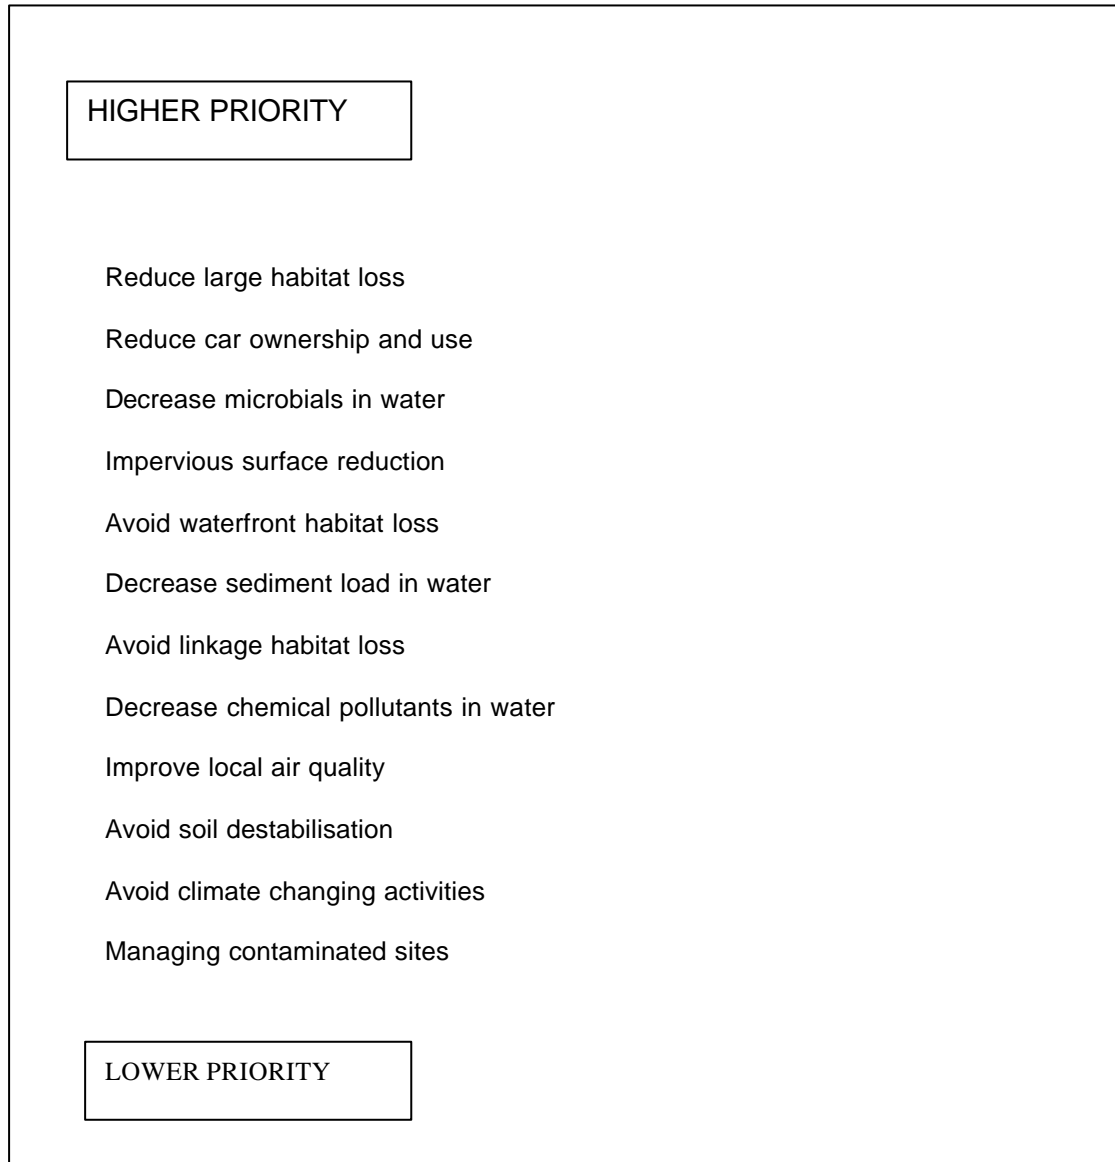 HIGHER PRIORITY
Reduce large habitat loss
Reduce car ownership and use
Decrease microbials in water
Impervious surface reduction
Avoid waterfront habitat loss
Decrease sediment load in water
Avoid linkage habitat loss
Decrease chemical pollutants in water
Improve local air quality
Avoid soil destabilisation
Avoid climate changing activities
Managing contaminated sites
LOWER PRIORITY